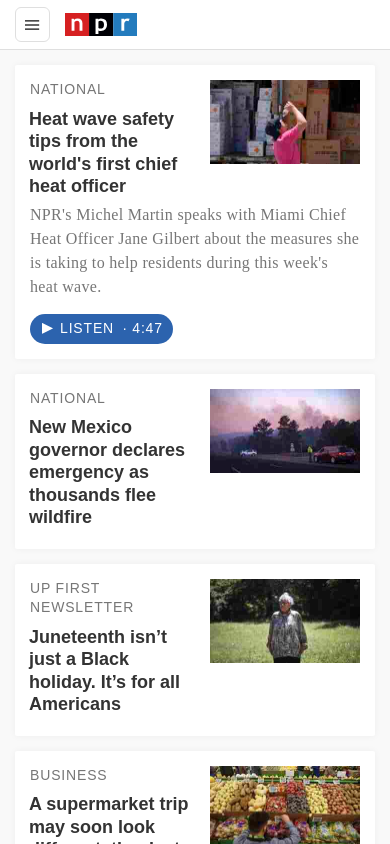 npr
NATIONAL
Heat wave safety
tips from the
world's first chief
heat officer
NPR's Michel Martin speaks with Miami Chief
Heat Officer Jane Gilbert about the measures she
is taking to help residents during this week's
heat wave.
LISTEN · 4:47
NATIONAL
New Mexico
governor declares
emergency as
thousands flee
wildfire
UP FIRST
NEWSLETTER
Juneteenth isn’t
just a Black
holiday. It’s for all
Americans
BUSINESS
A supermarket trip
may soon look